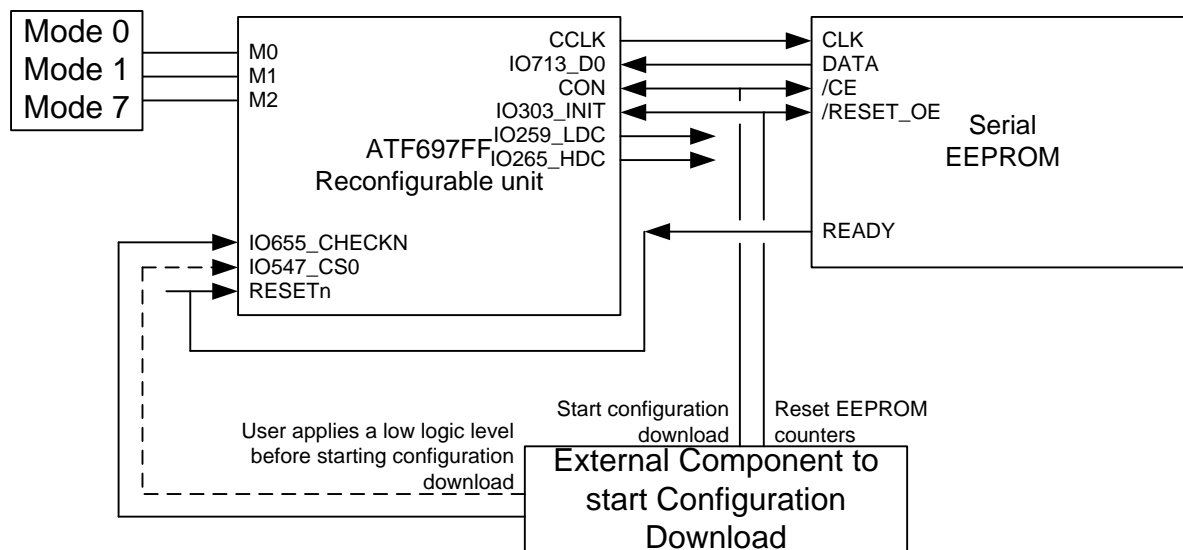 Mode 0
Mode 1
Mode 7
M0
M1
M2
CCLK
IO713_D0
CON
IO303_INIT
IO259_LDC
IO265_HDC
ATF697FF
Reconfigurable unit
IO655_CHECKN
IO547_CS0
RESETn
CLK
DATA
/CE
/RESET_OE
Serial
EEPROM
READY
User applies a low logic level
before starting configuration
download
Start configuration
download
Reset EEPROM
counters
External Component to
start Configuration
Download